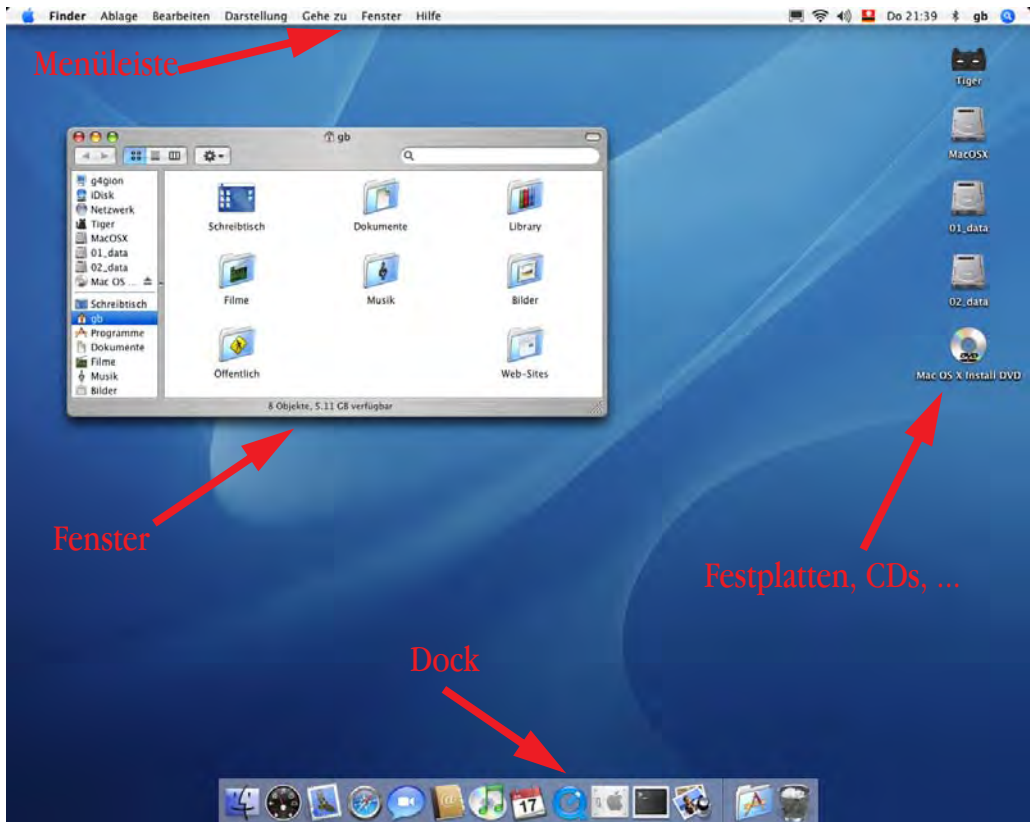 Finder Ablage Bearbeiten Darstellung Gehe zu Fenster Hilfe Do 21:39 gb
Menüleiste
Tiger
MacOSX
01_data
02_data
Mac OS X Install DVD
gb
g4gion
iDisk
Netzwerk
Tiger
MacOSX
01_data
02_data
Mac OS ...
Schreibtisch
gb
Programme
Dokumente
Filme
Musik
Bilder
Schreibtisch Dokumente Library
Filme Musik Bilder
Öffentlich Web-Sites
8 Objekte, 5.11 GB verfügbar
Fenster
Festplatten, CDs, ...
Dock
17